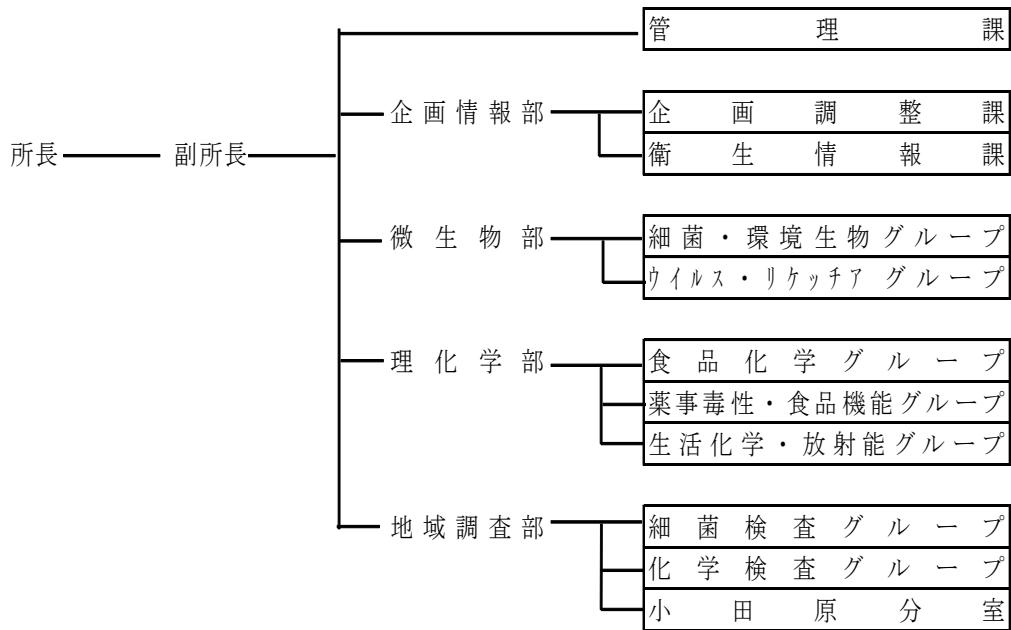 管理課
企画情報部
企画調整課
所長
副所長
衛生情報課
微生物部
細菌・環境生物グループ
ウイルス・リケッチア グループ
理化学部
食品化学グループ
薬事毒性・食品機能グループ
生活化学・放射能グループ
地域調査部
細菌検査グループ
化学検査グループ
小田原分室